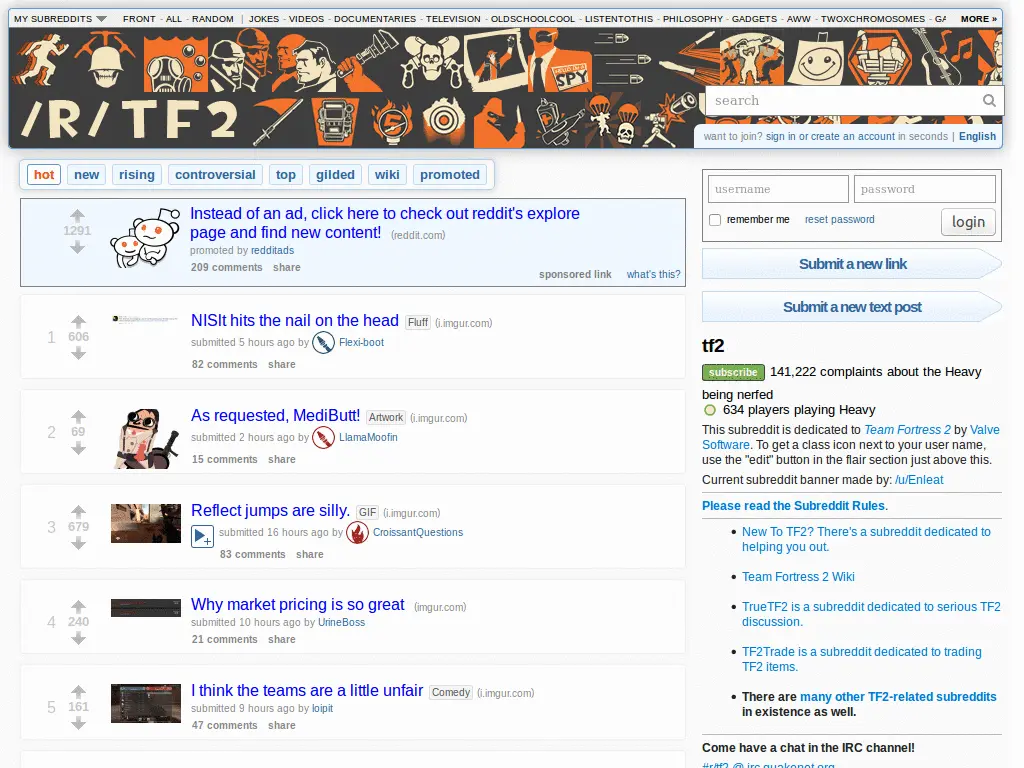 MY SUBREDDITS FRONT - ALL - RANDOM | JOKES - VIDEOS - DOCUMENTARIES - TELEVISION - OLDSCHOOLCOOL - LISTENTOTHIS - PHILOSOPHY - GADGETS - AWW - TWOXCHROMOSOMES - GA MORE »
HELLO I'M A
SPY
/R/TF2
5
search
want to join? sign in or create an account in seconds | English
hot new rising controversial top gilded wiki promoted
1291
Instead of an ad, click here to check out reddit's explore
page and find new content! (reddit.com)
promoted by redditads
209 comments share
sponsored link what's this?
1
606
NISlt hits the nail on the head Fluff (i.imgur.com)
submitted 5 hours ago by Flexi-boot
82 comments share
2
69
As requested, MediButt! Artwork (i.imgur.com)
submitted 2 hours ago by LlamaMoofin
15 comments share
3
679
Reflect jumps are silly. GIF (i.imgur.com)
submitted 16 hours ago by CroissantQuestions
83 comments share
4
240
Why market pricing is so great (imgur.com)
submitted 10 hours ago by UrineBoss
21 comments share
5
161
I think the teams are a little unfair Comedy (i.imgur.com)
submitted 9 hours ago by loipit
47 comments share
username password
remember me reset password login
Submit a new link
Submit a new text post
tf2
subscribe 141,222 complaints about the Heavy
being nerfed
634 players playing Heavy
This subreddit is dedicated to Team Fortress 2 by Valve
Software. To get a class icon next to your user name,
use the "edit" button in the flair section just above this.
Current subreddit banner made by: /u/Enleat
Please read the Subreddit Rules.
• New To TF2? There's a subreddit dedicated to
helping you out.
• Team Fortress 2 Wiki
• TrueTF2 is a subreddit dedicated to serious TF2
discussion.
• TF2Trade is a subreddit dedicated to trading
TF2 items.
• There are many other TF2-related subreddits
in existence as well.
Come have a chat in the IRC channel!
#r/tf2 @ irc.quakenet.org